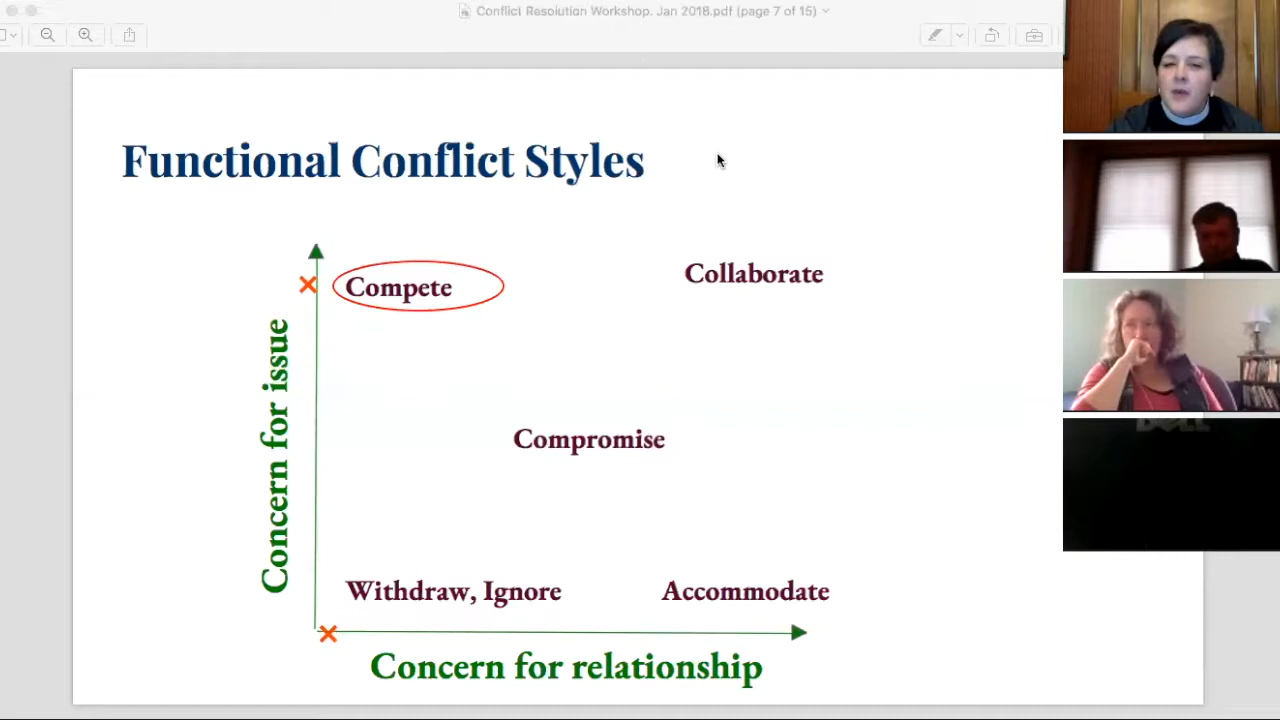 Conflict Resolution Workshop. Jan 2018.pdf (page 7 of 15)
Functional Conflict Styles
Compete
Collaborate
Concern for issue
Compromise
Withdraw, Ignore
Accommodate
Concern for relationship
DELL